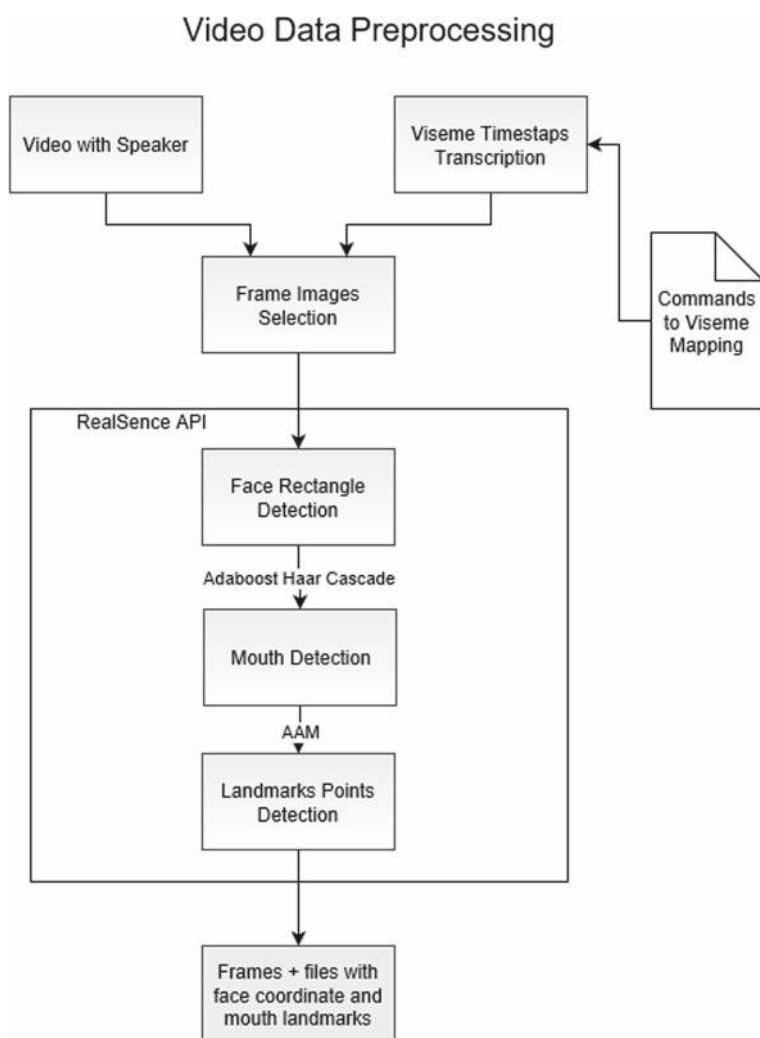 Video Data Preprocessing
Video with Speaker
Viseme Timestaps
Transcription
Frame Images
Selection
Commands
to Viseme
Mapping
RealSence API
Face Rectangle
Detection
Adaboost Haar Cascade
Mouth Detection
AAM
Landmarks Points
Detection
Frames + files with
face coordinate and
mouth landmarks